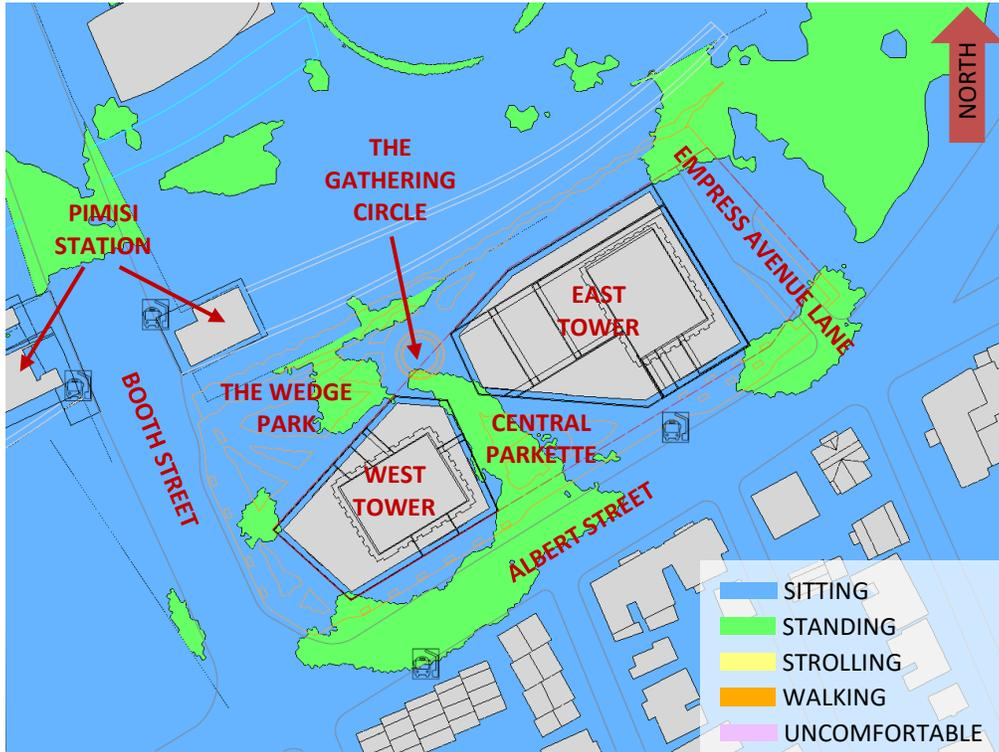 NORTH
THE
GATHERING
CIRCLE
PIMISI
STATION
EMPRESS AVENUE LANE
EAST
TOWER
THE WEDGE
PARK
BOOTH STREET
CENTRAL
PARKETTE
WEST
TOWER
ALBERT STREET
SITTING
STANDING
STROLLING
WALKING
UNCOMFORTABLE